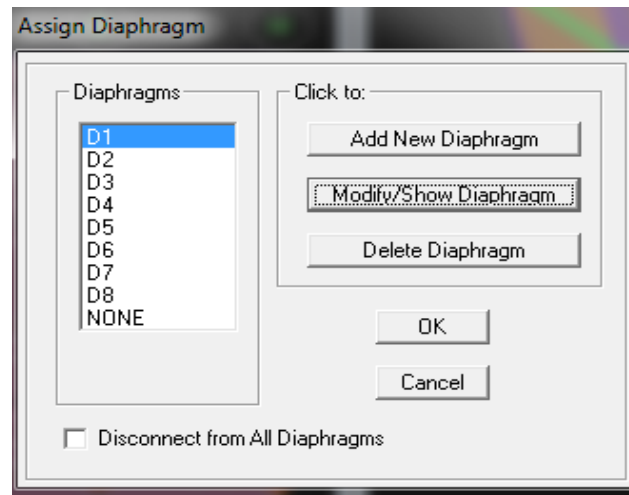 Assign Diaphragm
Diaphragms
D1
D2
D3
D4
D5
D6
D7
D8
NONE
Click to:
Add New Diaphragm
Modify/Show Diaphragm
Delete Diaphragm
OK
Cancel
Disconnect from All Diaphragms